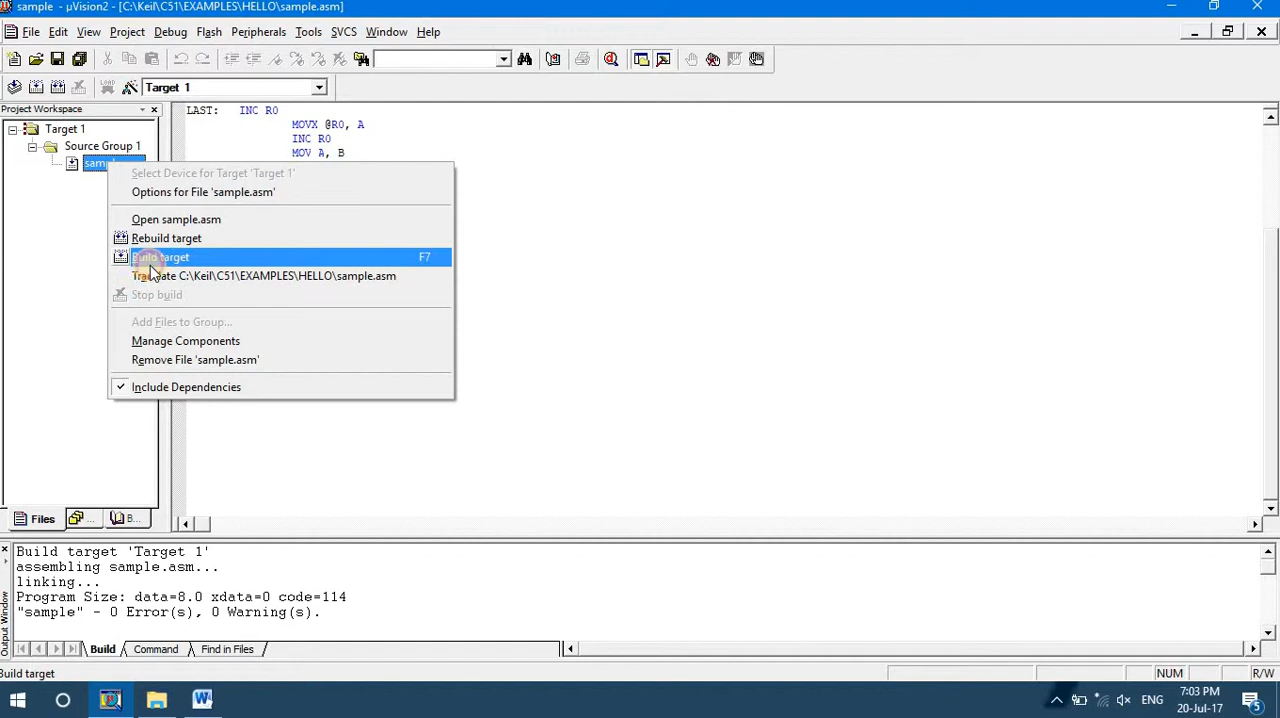 sample - µVision2 - [C:\Keil\C51\EXAMPLES\HELLO\sample.asm]
File Edit View Project Debug Flash Peripherals Tools SVCS Window Help
LOAD Target 1
Project Workspace
Target 1
Source Group 1
LAST: INC R0
MOVX @R0, A
INC R0
MOV A, B
Select Device for Target 'Target 1'
Options for File 'sample.asm'
Open sample.asm
Rebuild target
Build target F7
Translate C:\Keil\C51\EXAMPLES\HELLO\sample.asm
Stop build
Add Files to Group...
Manage Components
Remove File 'sample.asm'
Include Dependencies
Files ... B...
Output Window
Build target 'Target 1'
assembling sample.asm...
linking...
Program Size: data=8.0 xdata=0 code=114
"sample" - 0 Error(s), 0 Warning(s).
Build Command Find in Files
Build target NUM R/W
ENG 7:03 PM
20-Jul-17 5